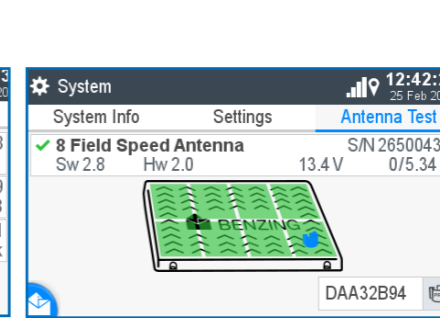 System
12:42:
25 Feb 20
System Info Settings Antenna Test
8 Field Speed Antenna S/N 2650043
Sw 2.8 Hw 2.0 13.4 V 0/5.34
BENZING
DAA32B94